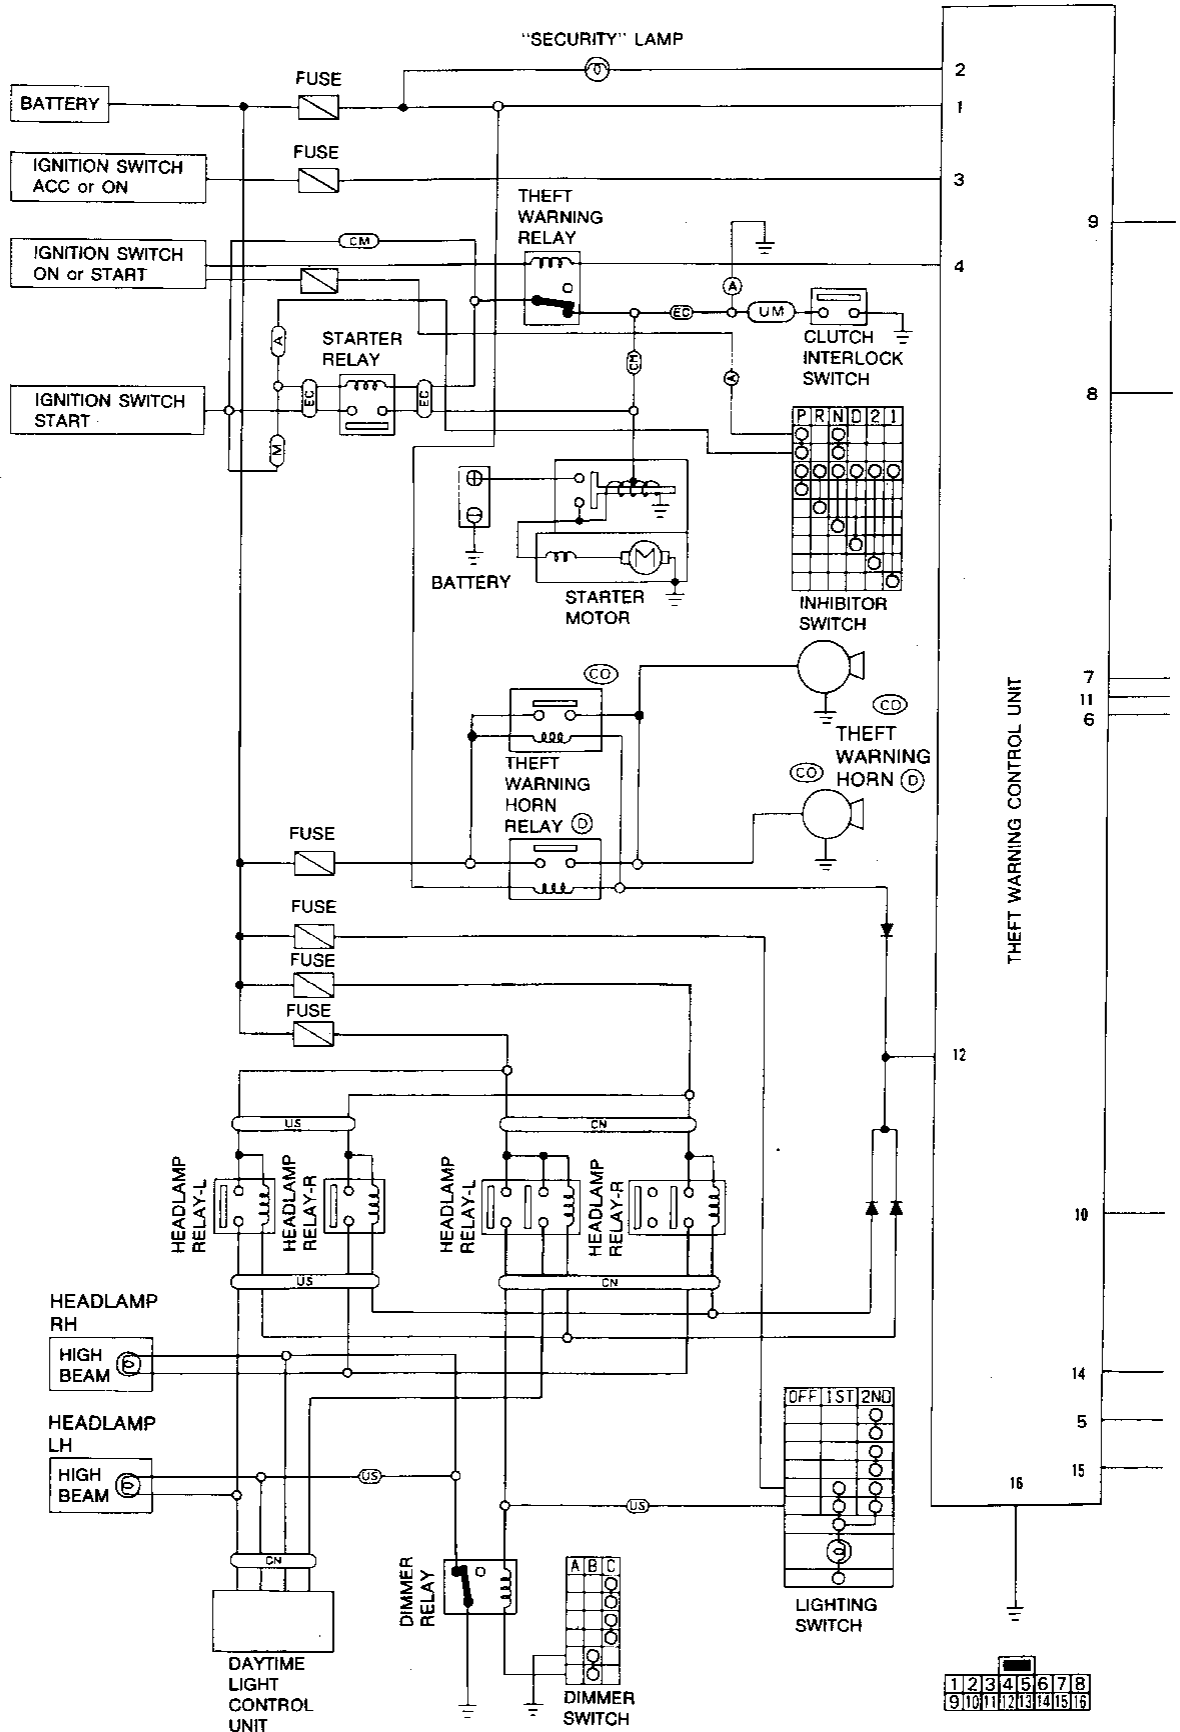 "SECURITY" LAMP
2
FUSE
BATTERY
1
FUSE
IGNITION SWITCH
ACC or ON
3
THEFT
WARNING
RELAY
9
CM
IGNITION SWITCH
ON or START
4
A
EC
UM
STARTER
RELAY
A
CM
CLUTCH
INTERLOCK
SWITCH
A
EC
EC
8
IGNITION SWITCH
START
P R N D 2 1
M
BATTERY
M
STARTER
MOTOR
INHIBITOR
SWITCH
CO
7
11
6
CO
THEFT
WARNING
HORN D
THEFT
WARNING
HORN
RELAY D
CO
THEFT WARNING CONTROL UNIT
FUSE
FUSE
FUSE
FUSE
12
US
CN
HEADLAMP
RELAY-L
HEADLAMP
RELAY-R
HEADLAMP
RELAY-L
HEADLAMP
RELAY-R
10
US
CN
HEADLAMP
RH
HIGH
BEAM
14
OFF 1ST 2ND
5
HEADLAMP
LH
HIGH
BEAM
US
15
16
US
CN
DIMMER
RELAY
A B C
LIGHTING
SWITCH
DAYTIME
LIGHT
CONTROL
UNIT
DIMMER
SWITCH
1 2 3 4 5 6 7 8
9 10 11 12 13 14 15 16